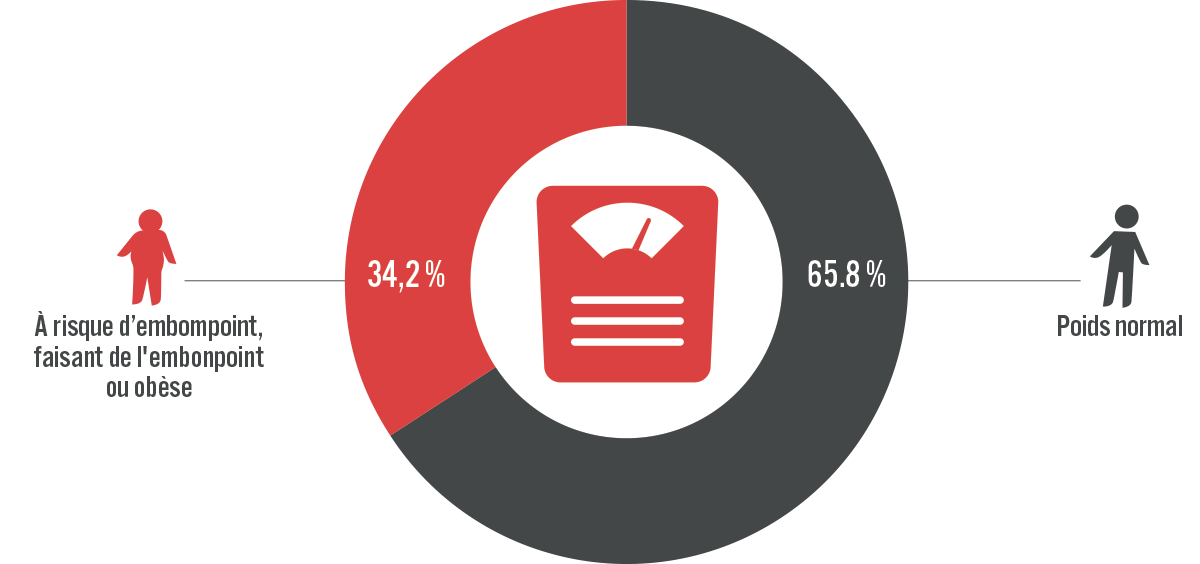 34,2 %
65.8 %
À risque d’embompoint,
faisant de l'embonpoint
ou obèse
Poids normal